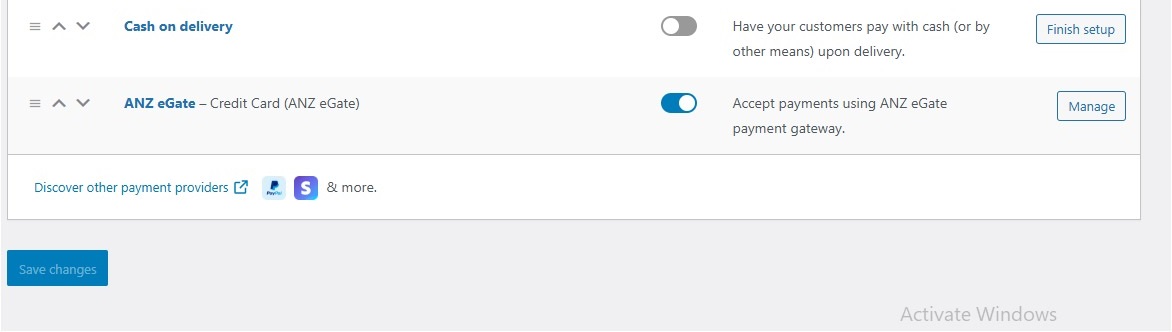 Cash on delivery
Have your customers pay with cash (or by
other means) upon delivery.
Finish setup
ANZ eGate – Credit Card (ANZ eGate)
Accept payments using ANZ eGate
payment gateway.
Manage
Discover other payment providers PayPal S & more.
Save changes
Activate Windows